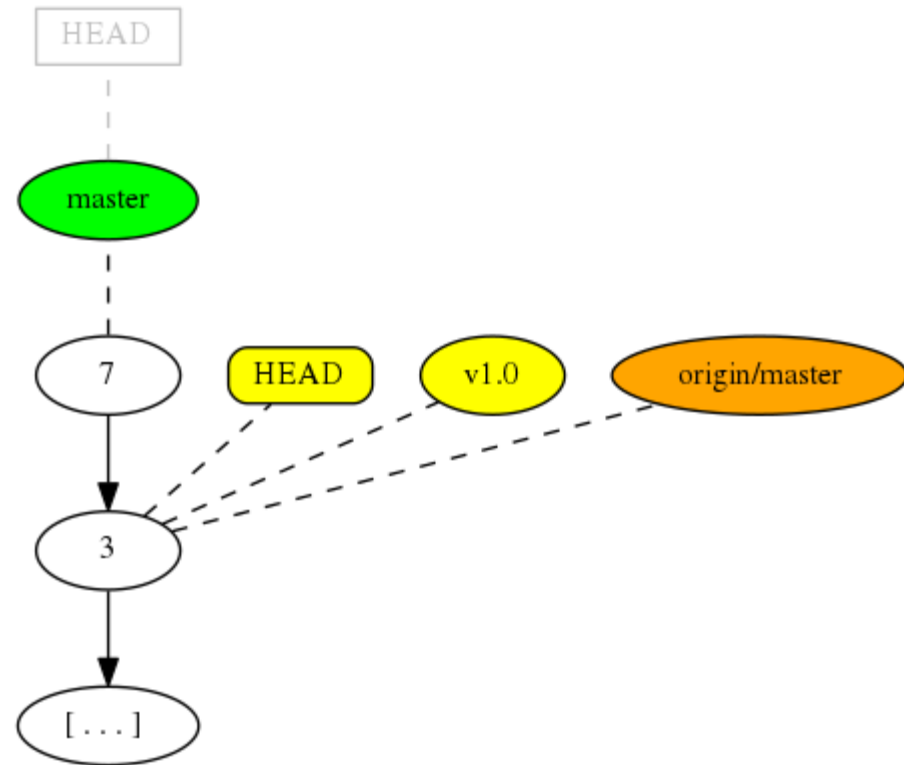 HEAD
master
7
HEAD
v1.0
origin/master
3
[ . . . ]